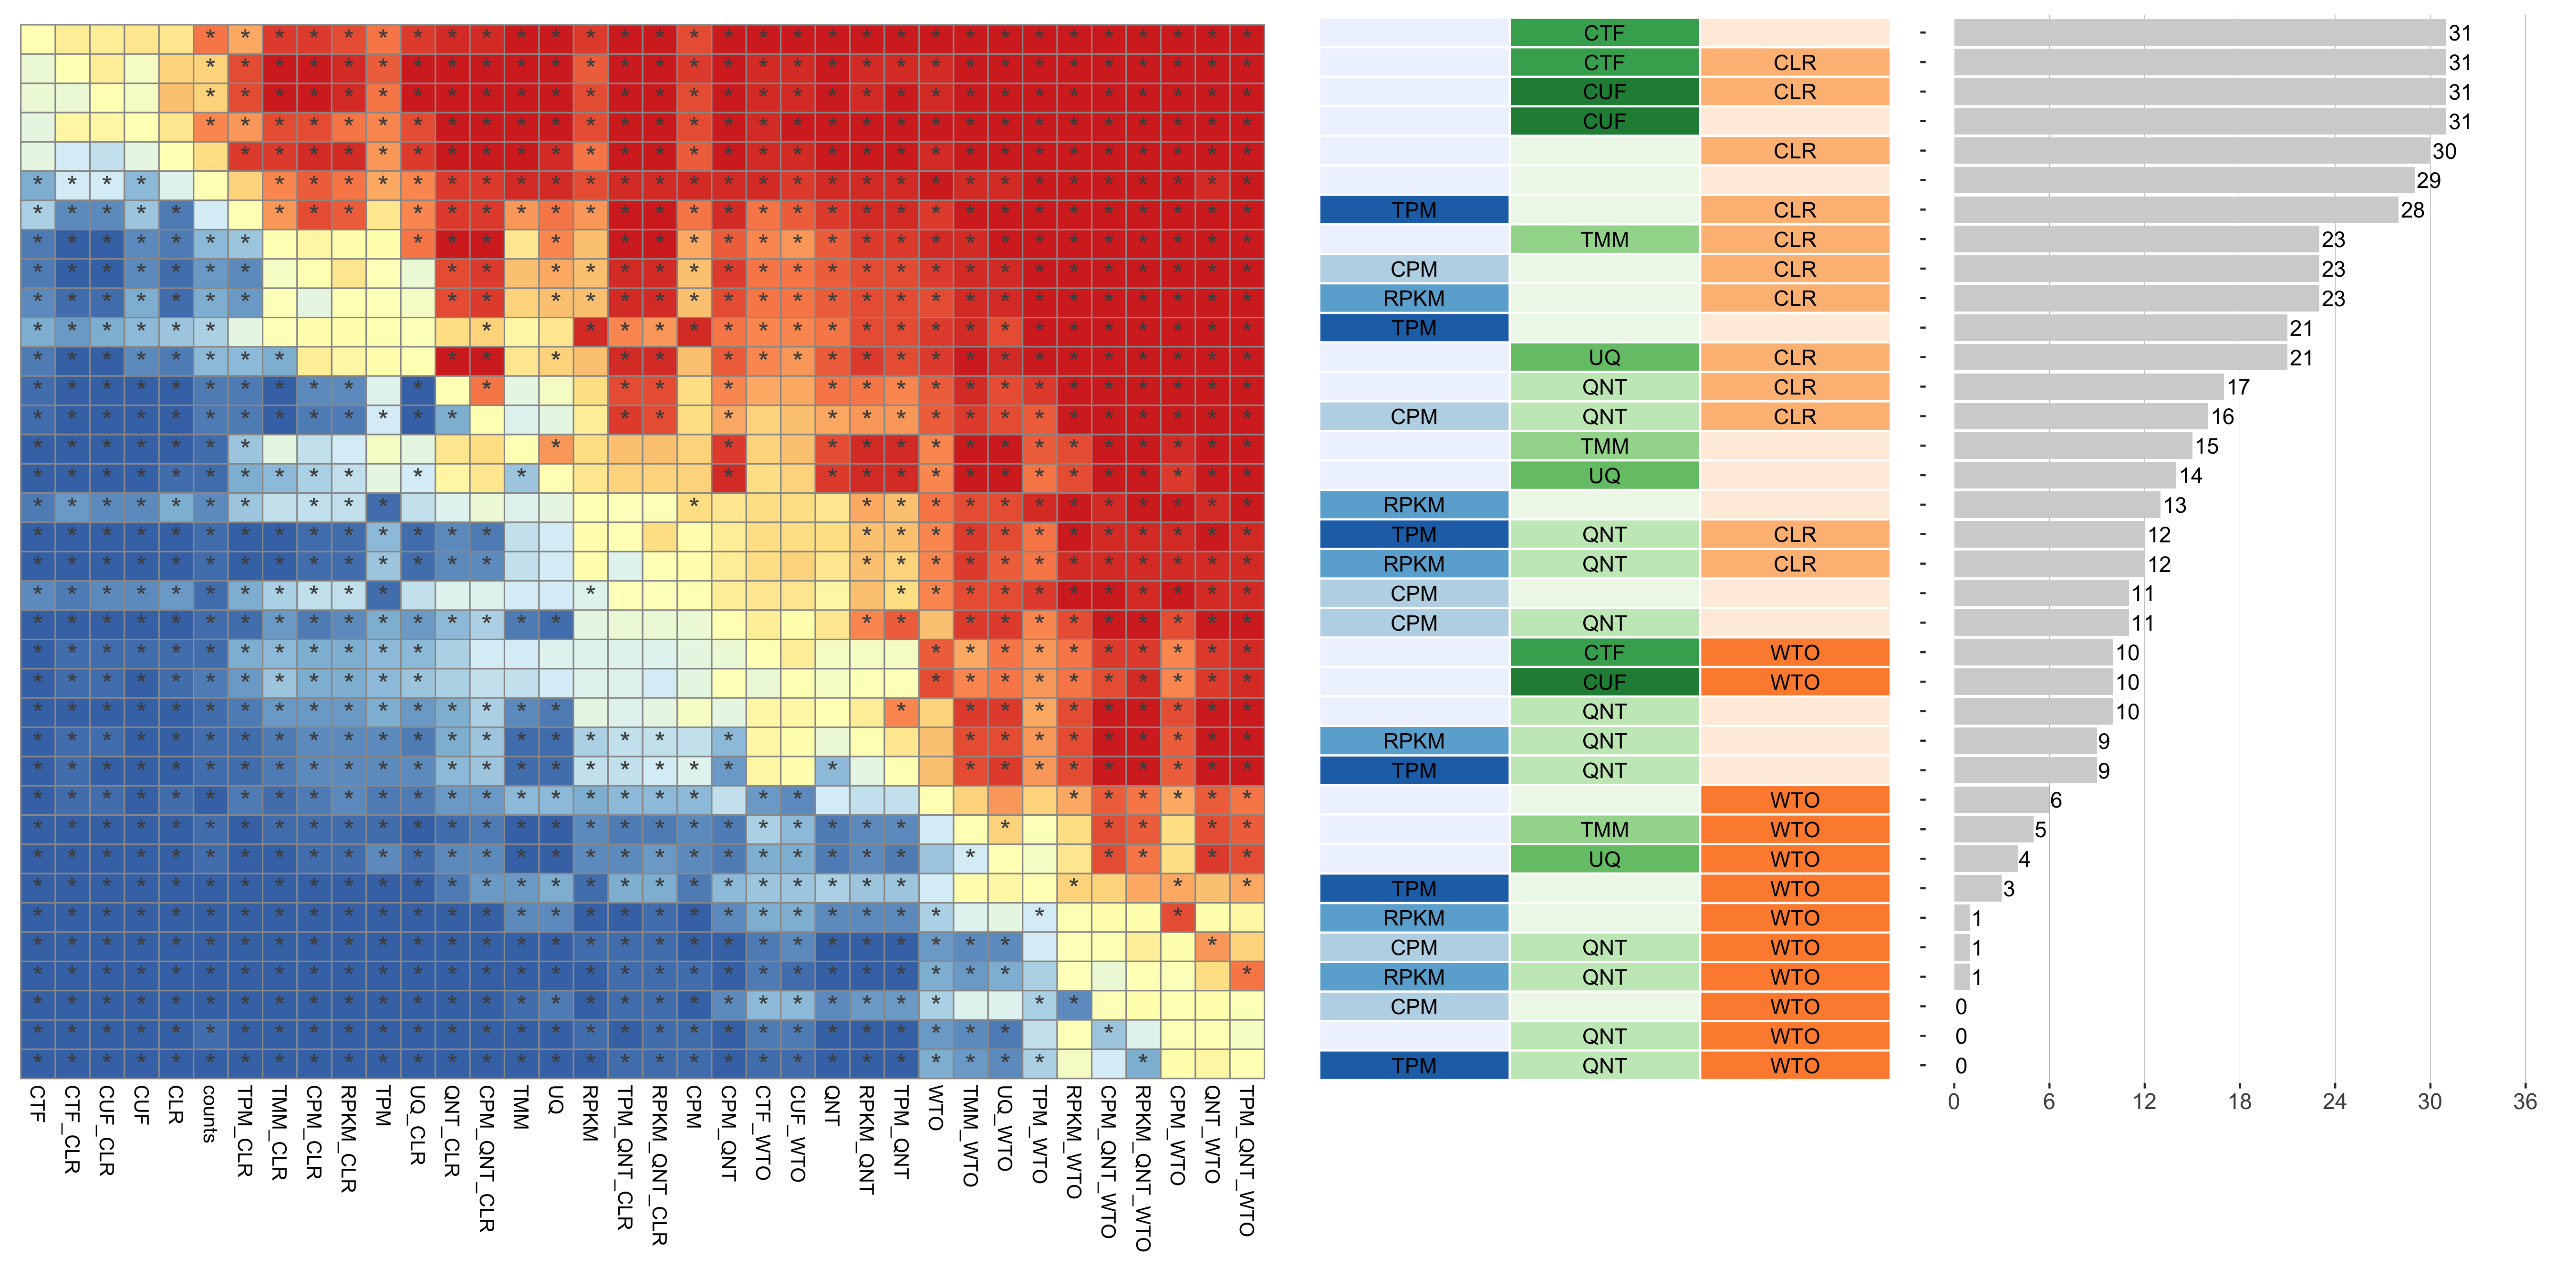 CTF 31
CTF CLR 31
CUF CLR 31
CUF 31
CLR 30
29
TPM CLR 28
TMM CLR 23
CPM CLR 23
RPKM CLR 23
TPM 21
UQ CLR 21
QNT CLR 17
CPM QNT CLR 16
TMM 15
UQ 14
RPKM 13
TPM QNT CLR 12
RPKM QNT CLR 12
CPM 11
CPM QNT 11
CTF WTO 10
CUF WTO 10
QNT 10
RPKM QNT 9
TPM QNT 9
WTO 6
TMM WTO 5
UQ WTO 4
TPM WTO 3
RPKM WTO 1
CPM QNT WTO 1
RPKM QNT WTO 1
CPM WTO 0
QNT WTO 0
TPM QNT WTO 0
CTF
CTF_CLR
CUF_CLR
CUF
CLR
counts
TPM_CLR
TMM_CLR
CPM_CLR
RPKM_CLR
TPM
UQ_CLR
QNT_CLR
CPM_QNT_CLR
TMM
UQ
RPKM
TPM_QNT_CLR
RPKM_QNT_CLR
CPM
CPM_QNT
CTF_WTO
CUF_WTO
QNT
RPKM_QNT
TPM_QNT
WTO
TMM_WTO
UQ_WTO
TPM_WTO
RPKM_WTO
CPM_QNT_WTO
RPKM_QNT_WTO
CPM_WTO
QNT_WTO
TPM_QNT_WTO
0 6 12 18 24 30 36